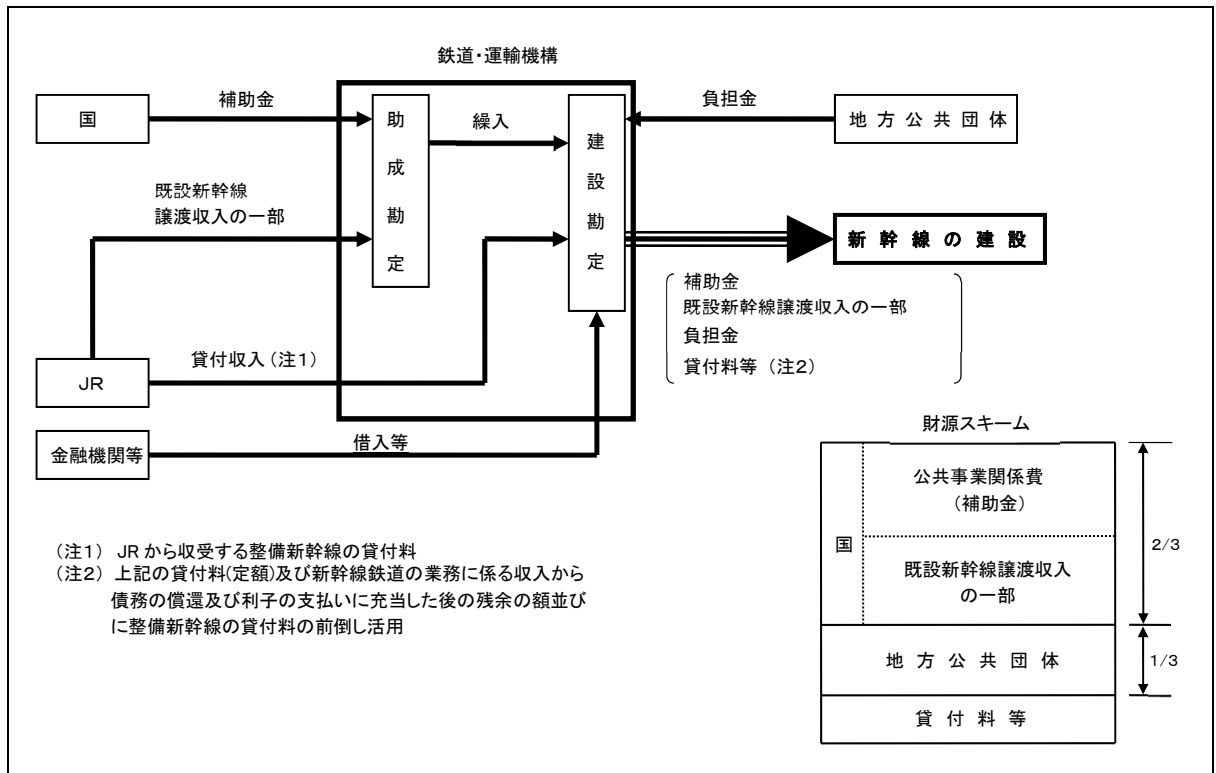 鉄道・運輸機構
国
補助金
助成勘定
繰入
建設勘定
負担金
地方公共団体
既設新幹線
譲渡収入の一部
新幹線の建設
補助金
既設新幹線譲渡収入の一部
負担金
貸付料等（注２）
JR
貸付収入（注１）
金融機関等
借入等
（注１） JRから収受する整備新幹線の貸付料
（注２） 上記の貸付料(定額)及び新幹線鉄道の業務に係る収入から
債務の償還及び利子の支払いに充当した後の残余の額並び
に整備新幹線の貸付料の前倒し活用
財源スキーム
国
公共事業関係費
（補助金）
既設新幹線譲渡収入
の一部
2/3
地方公共団体
1/3
貸付料等